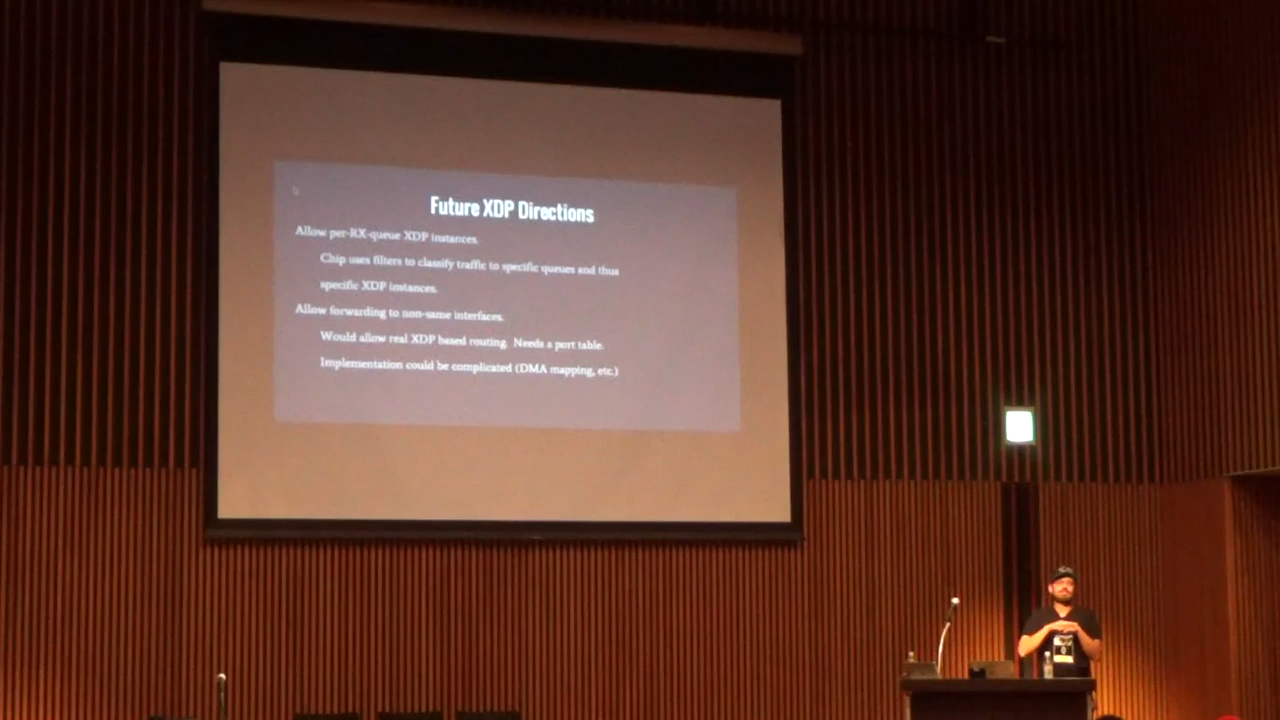 Future XDP Directions
Allow per-RX-queue XDP instances.
Chip uses filters to classify traffic to specific queues and thus
specific XDP instances.
Allow forwarding to non-same interfaces.
Would allow real XDP based routing. Needs a port table.
Implementation could be complicated (DMA mapping, etc.)